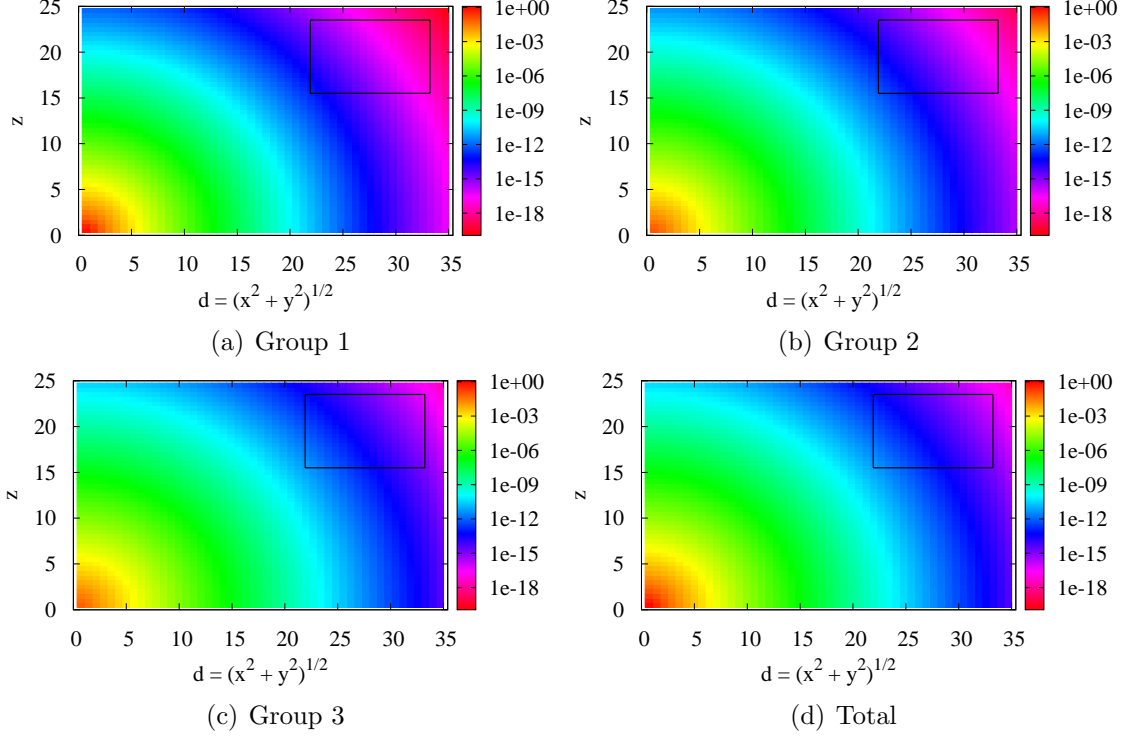 25
20
15
10
5
0
z
0 5 10 15 20 25 30 35
d = (x² + y²)^1/2
1e+00
1e-03
1e-06
1e-09
1e-12
1e-15
1e-18
(a) Group 1
25
20
15
10
5
0
z
0 5 10 15 20 25 30 35
d = (x² + y²)^1/2
1e+00
1e-03
1e-06
1e-09
1e-12
1e-15
1e-18
(b) Group 2
25
20
15
10
5
0
z
0 5 10 15 20 25 30 35
d = (x² + y²)^1/2
1e+00
1e-03
1e-06
1e-09
1e-12
1e-15
1e-18
(c) Group 3
25
20
15
10
5
0
z
0 5 10 15 20 25 30 35
d = (x² + y²)^1/2
1e+00
1e-03
1e-06
1e-09
1e-12
1e-15
1e-18
(d) Total